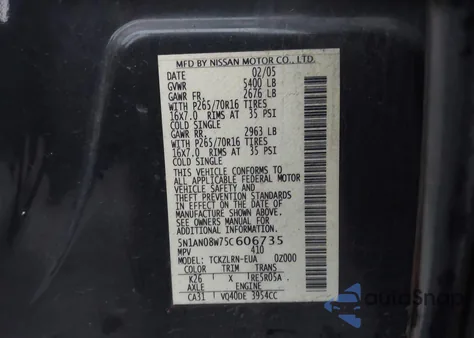 MFD BY NISSAN MOTOR CO., LTD.
DATE 02/05
GVWR 5400 LB
GAWR FR, 2676 LB
WITH P265/70R16 TIRES
16x7.0 RIMS AT 35 PSI
COLD SINGLE
GAWR RR, 2963 LB
WITH P265/70R16 TIRES
16x7.0 RIMS AT 35 PSI
COLD SINGLE
THIS VEHICLE CONFORMS TO
ALL APPLICABLE FEDERAL MOTOR
VEHICLE SAFETY AND
THEFT PREVENTION STANDARDS
IN EFFECT ON THE DATE OF
MANUFACTURE SHOWN ABOVE.
SEE OWNERS MANUAL FOR
ADDITIONAL INFORMATION.
5N1AN08W75C606735
MPV 410
MODEL: TCKZLRN-EUA 0Z000
COLOR TRIM TRANS
K26 X RE5R05A
AXLE ENGINE
CA31 VQ40DE 3954CC
AutoSnap